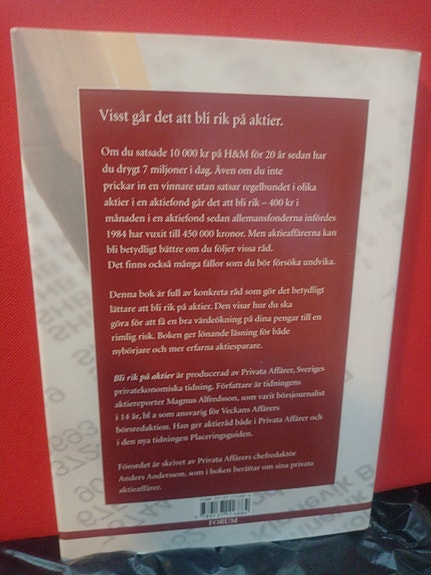 Visst går det att bli rik på aktier.
Om du satsade 10 000 kr på H&M för 20 år sedan har
du drygt 7 miljoner i dag. Även om du inte
prickar in en vinnare utan satsar regelbundet i olika
aktier i en aktiefond går det att bli rik – 400 kr i
månaden i en aktiefond sedan allemansfonderna infördes
1984 har vuxit till 450 000 kronor. Men aktieaffärerna kan
bli betydligt bättre om du följer vissa råd.
Det finns också många fällor som du bör försöka undvika.
Denna bok är full av konkreta råd som gör det betydligt
lättare att bli rik på aktier. Den visar hur du ska
göra för att få en bra värdeökning på dina pengar till en
rimlig risk. Boken ger lönande läsning för både
nybörjare och mer erfarna aktiesparare.
Bli rik på aktier är producerad av Privata Affärer, Sveriges
privatekonomiska tidning. Författare är tidningens
aktiereporter Magnus Alfredsson, som varit börsjournalist
i 14 år, bl a som ansvarig för Veckans Affärers
börsredaktion. Han ger aktieråd både i Privata Affärer och
i den nya tidningen Placeringsguiden.
Förordet är skrivet av Privata Affärers chefredaktör
Anders Andersson, som i boken berättar om sina privata
aktieaffärer.
FORUM